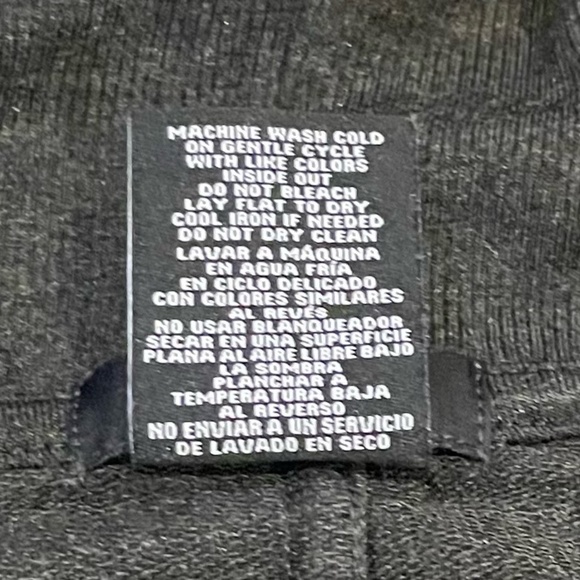 MACHINE WASH COLD
ON GENTLE CYCLE
WITH LIKE COLORS
INSIDE OUT
DO NOT BLEACH
LAY FLAT TO DRY
COOL IRON IF NEEDED
DO NOT DRY CLEAN
LAVAR A MÁQUINA
EN AGUA FRÍA
EN CICLO DELICADO
CON COLORES SIMILARES
AL REVÉS
NO USAR BLANQUEADOR
SECAR EN UNA SUPERFICIE
PLANA AL AIRE LIBRE BAJO
LA SOMBRA
PLANCHAR A
TEMPERATURA BAJA
AL REVERSO
NO ENVIAR A UN SERVICIO
DE LAVADO EN SECO